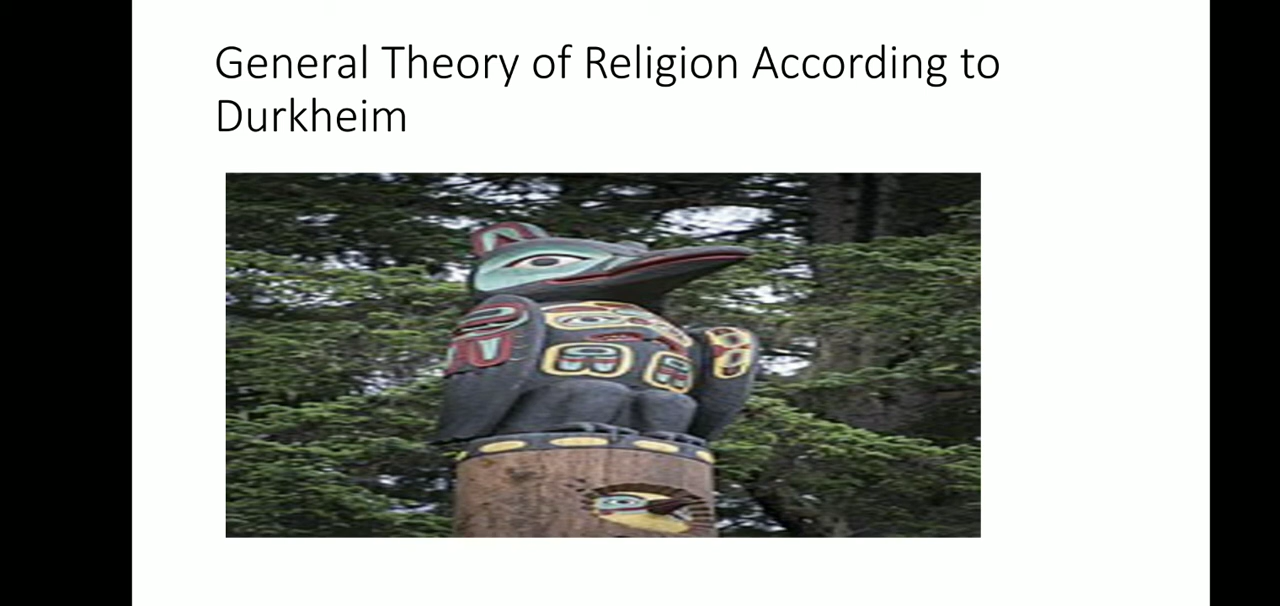 General Theory of Religion According to
Durkheim